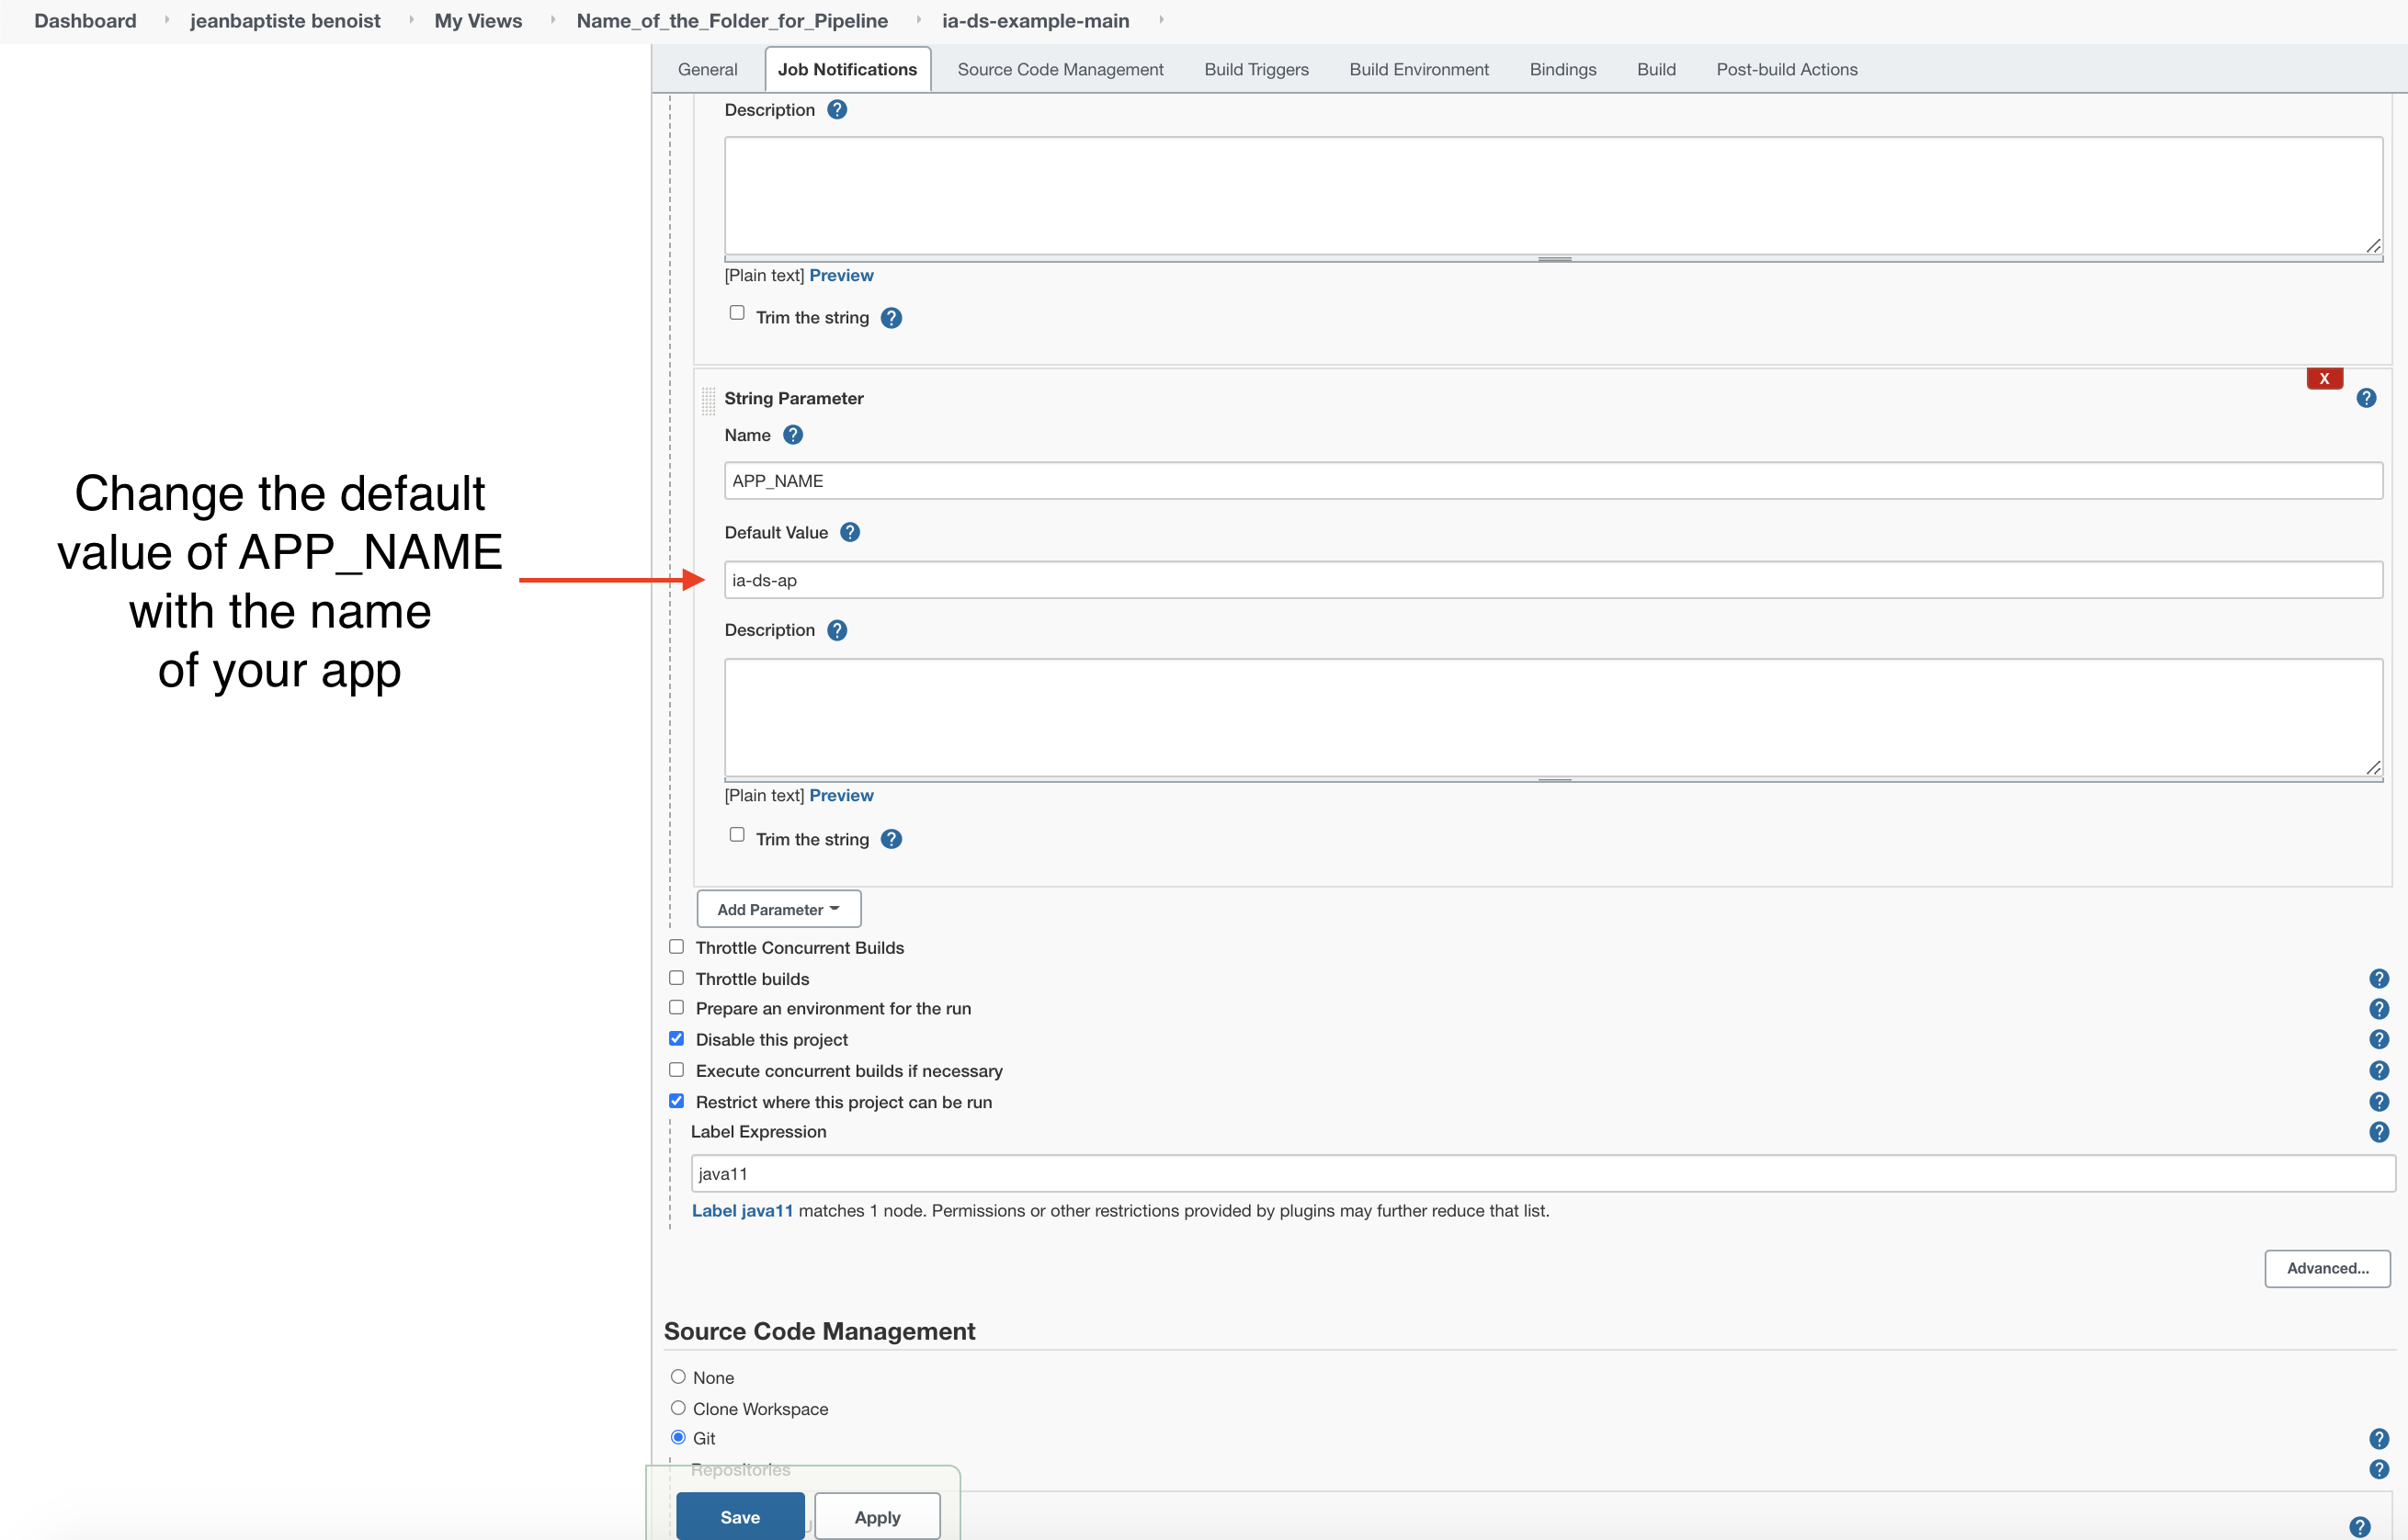 Dashboard jeanbaptiste benoist My Views Name_of_the_Folder_for_Pipeline ia-ds-example-main
General Job Notifications Source Code Management Build Triggers Build Environment Bindings Build Post-build Actions
Description ?
[Plain text] Preview
Trim the string ?
X
String Parameter ?
Name ?
APP_NAME
Default Value ?
ia-ds-ap
Description ?
[Plain text] Preview
Trim the string ?
Change the default
value of APP_NAME
with the name
of your app
Add Parameter
Throttle Concurrent Builds
Throttle builds ?
Prepare an environment for the run ?
Disable this project ?
Execute concurrent builds if necessary ?
Restrict where this project can be run ?
Label Expression ?
java11
Label java11 matches 1 node. Permissions or other restrictions provided by plugins may further reduce that list.
Advanced...
Source Code Management
None
Clone Workspace
Git ?
Repositories ?
Save Apply ?